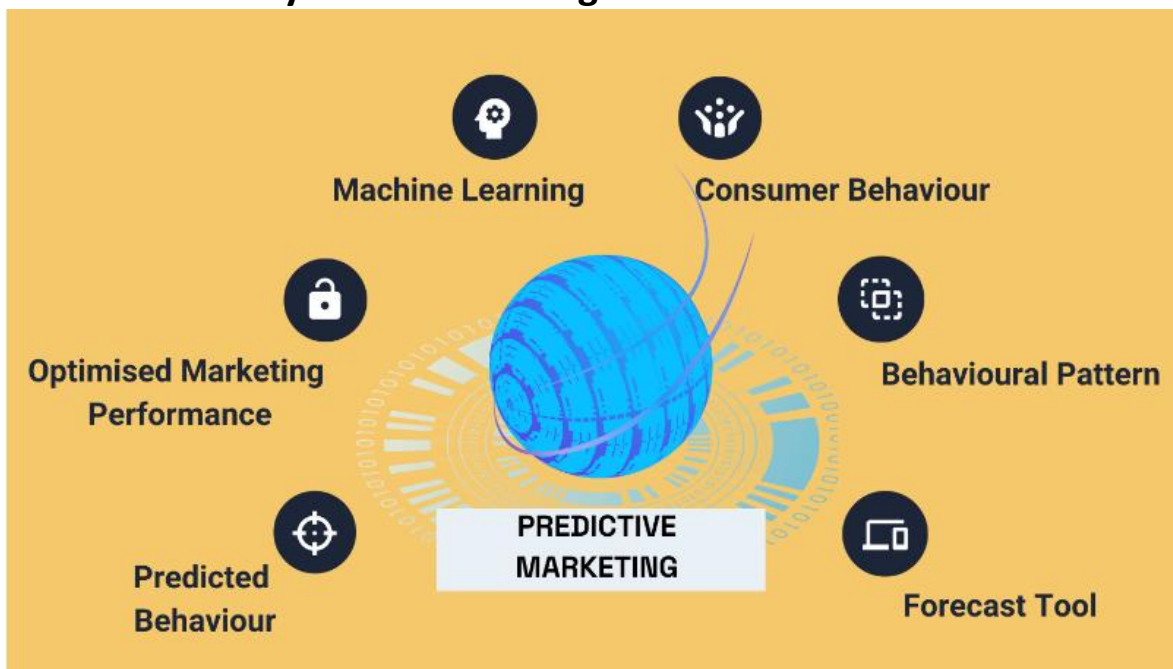 Machine Learning
Consumer Behaviour
Optimised Marketing
Performance
Behavioural Pattern
Predicted
Behaviour
PREDICTIVE
MARKETING
Forecast Tool